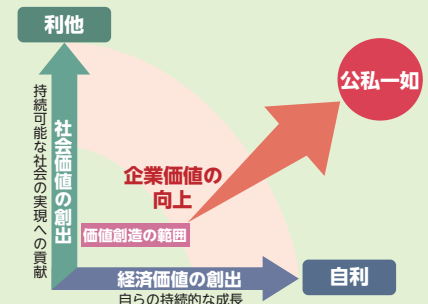 利他
公私一如
持続可能な社会の実現への貢献
社会価値の創出
企業価値の
向上
価値創造の範囲
経済価値の創出
自利
自らの持続的な成長